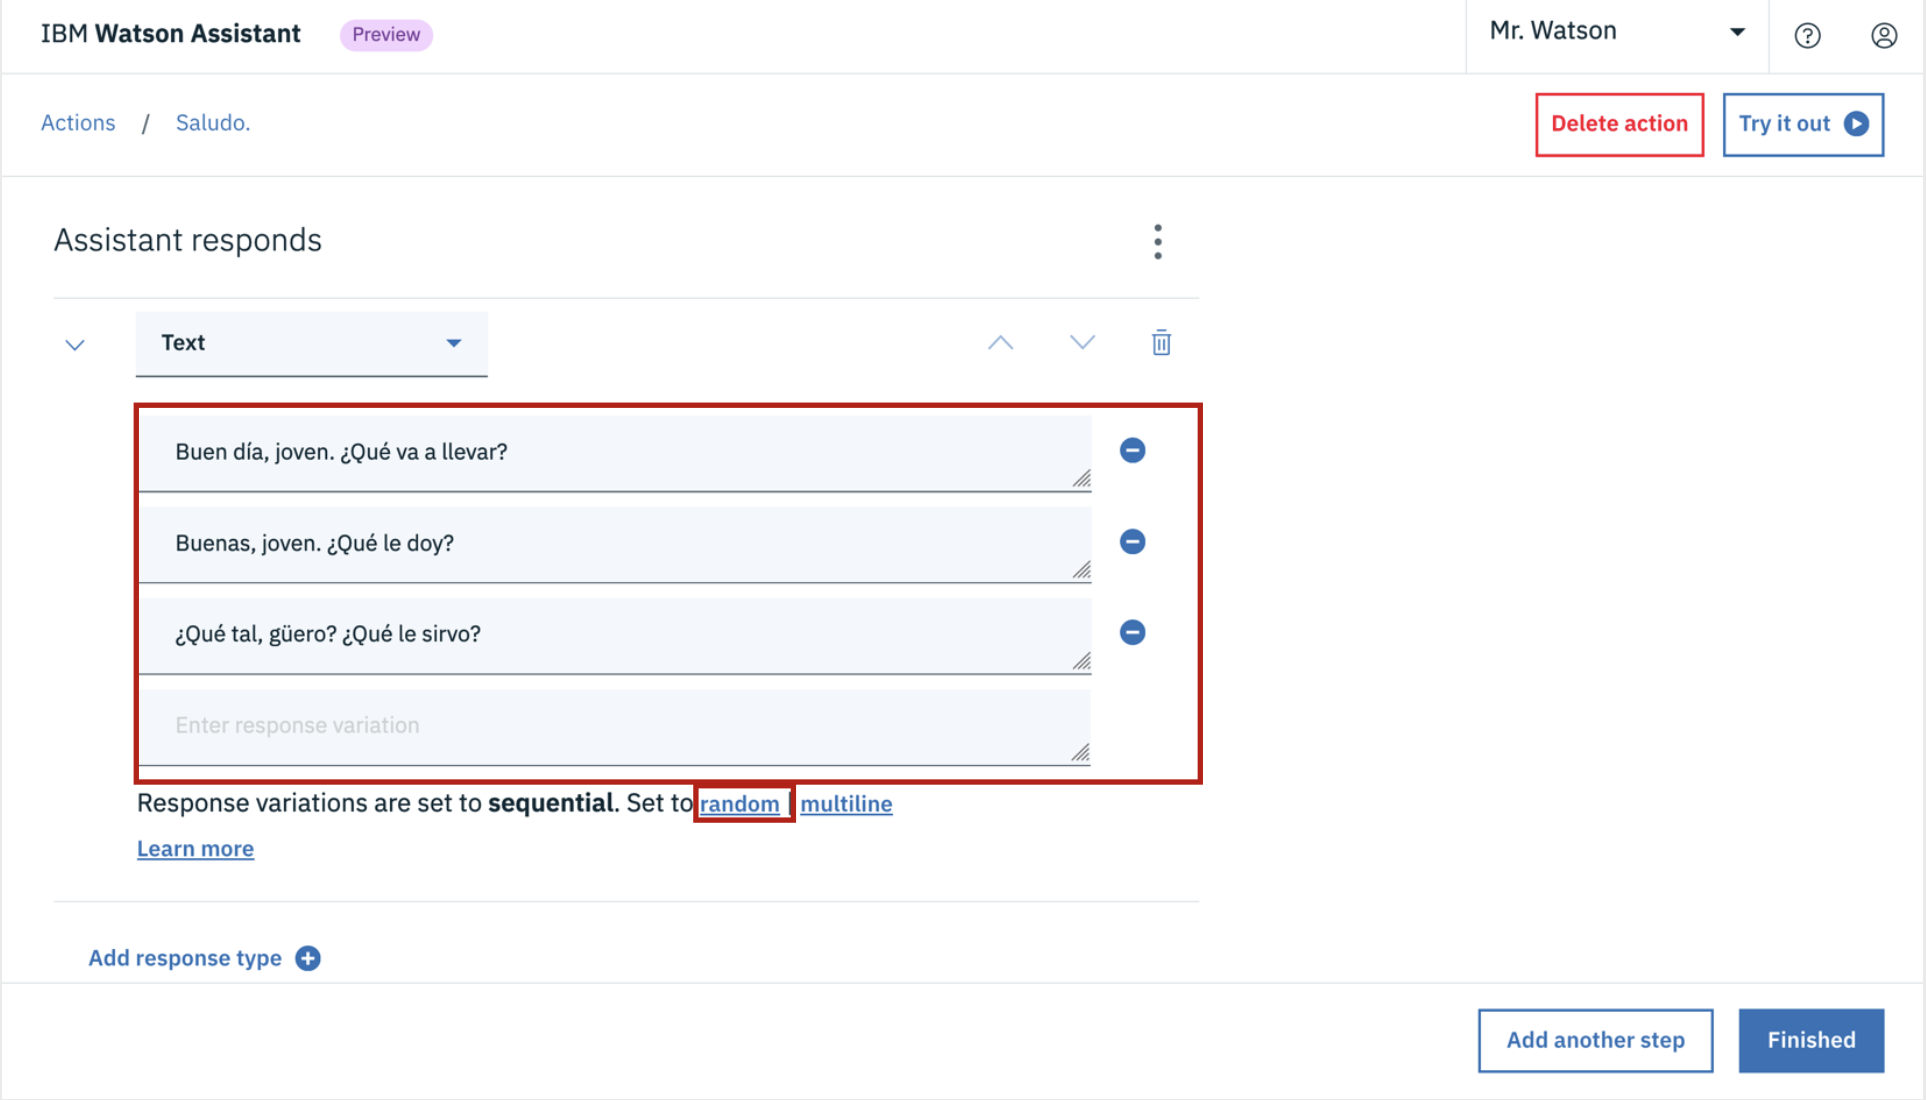 IBM Watson Assistant Preview Mr. Watson
Actions / Saludo. Delete action Try it out
Assistant responds
Text
Buen día, joven. ¿Qué va a llevar?
Buenas, joven. ¿Qué le doy?
¿Qué tal, güero? ¿Qué le sirvo?
Enter response variation
Response variations are set to sequential. Set to random | multiline
Learn more
Add response type
Add another step Finished